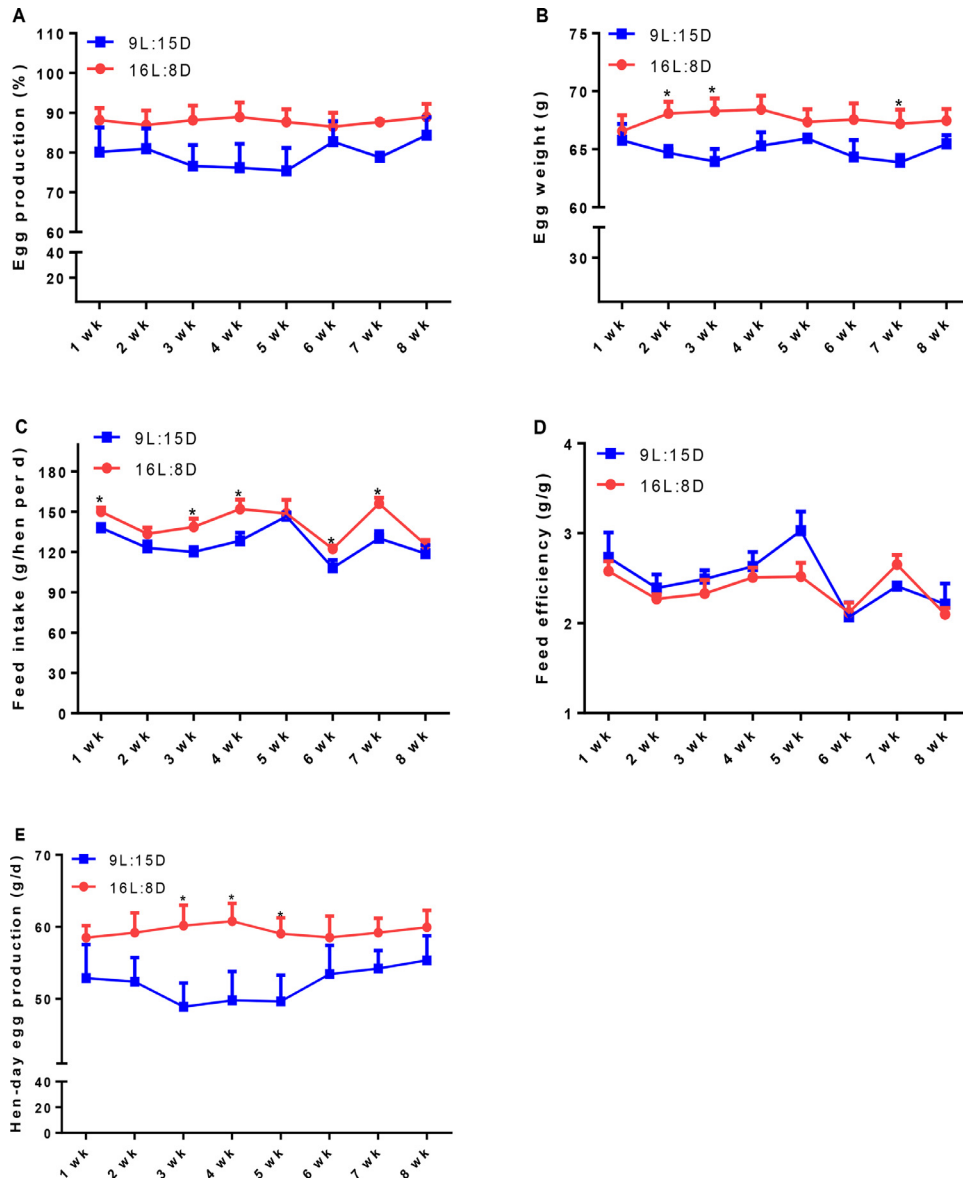 A
9L:15D
16L:8D
Egg production (%)
110
100
90
80
70
60
40
20
1 wk
2 wk
3 wk
4 wk
5 wk
6 wk
7 wk
8 wk
B
9L:15D
16L:8D
Egg weight (g)
75
70
65
60
30
* * *
1 wk
2 wk
3 wk
4 wk
5 wk
6 wk
7 wk
8 wk
C
9L:15D
16L:8D
Feed intake (g/hen per d)
180
150
120
90
60
30
0
* * * * *
1 wk
2 wk
3 wk
4 wk
5 wk
6 wk
7 wk
8 wk
D
9L:15D
16L:8D
Feed efficiency (g/g)
4
3
2
1
1 wk
2 wk
3 wk
4 wk
5 wk
6 wk
7 wk
8 wk
E
9L:15D
16L:8D
Hen-day egg production (g/d)
70
60
50
40
20
0
* * *
1 wk
2 wk
3 wk
4 wk
5 wk
6 wk
7 wk
8 wk